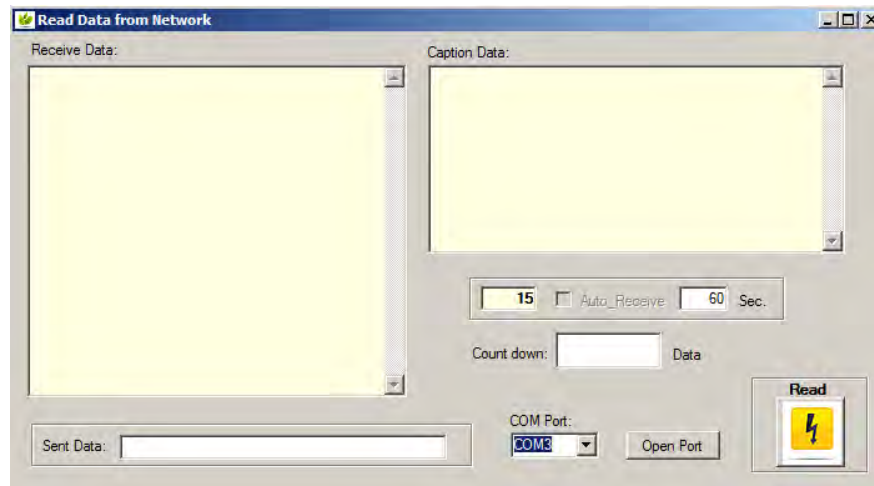 Read Data from Network
Receive Data:
Caption Data:
15 Auto_Receive 60 Sec.
Count down: Data
Read
COM Port:
Sent Data: COM3 Open Port